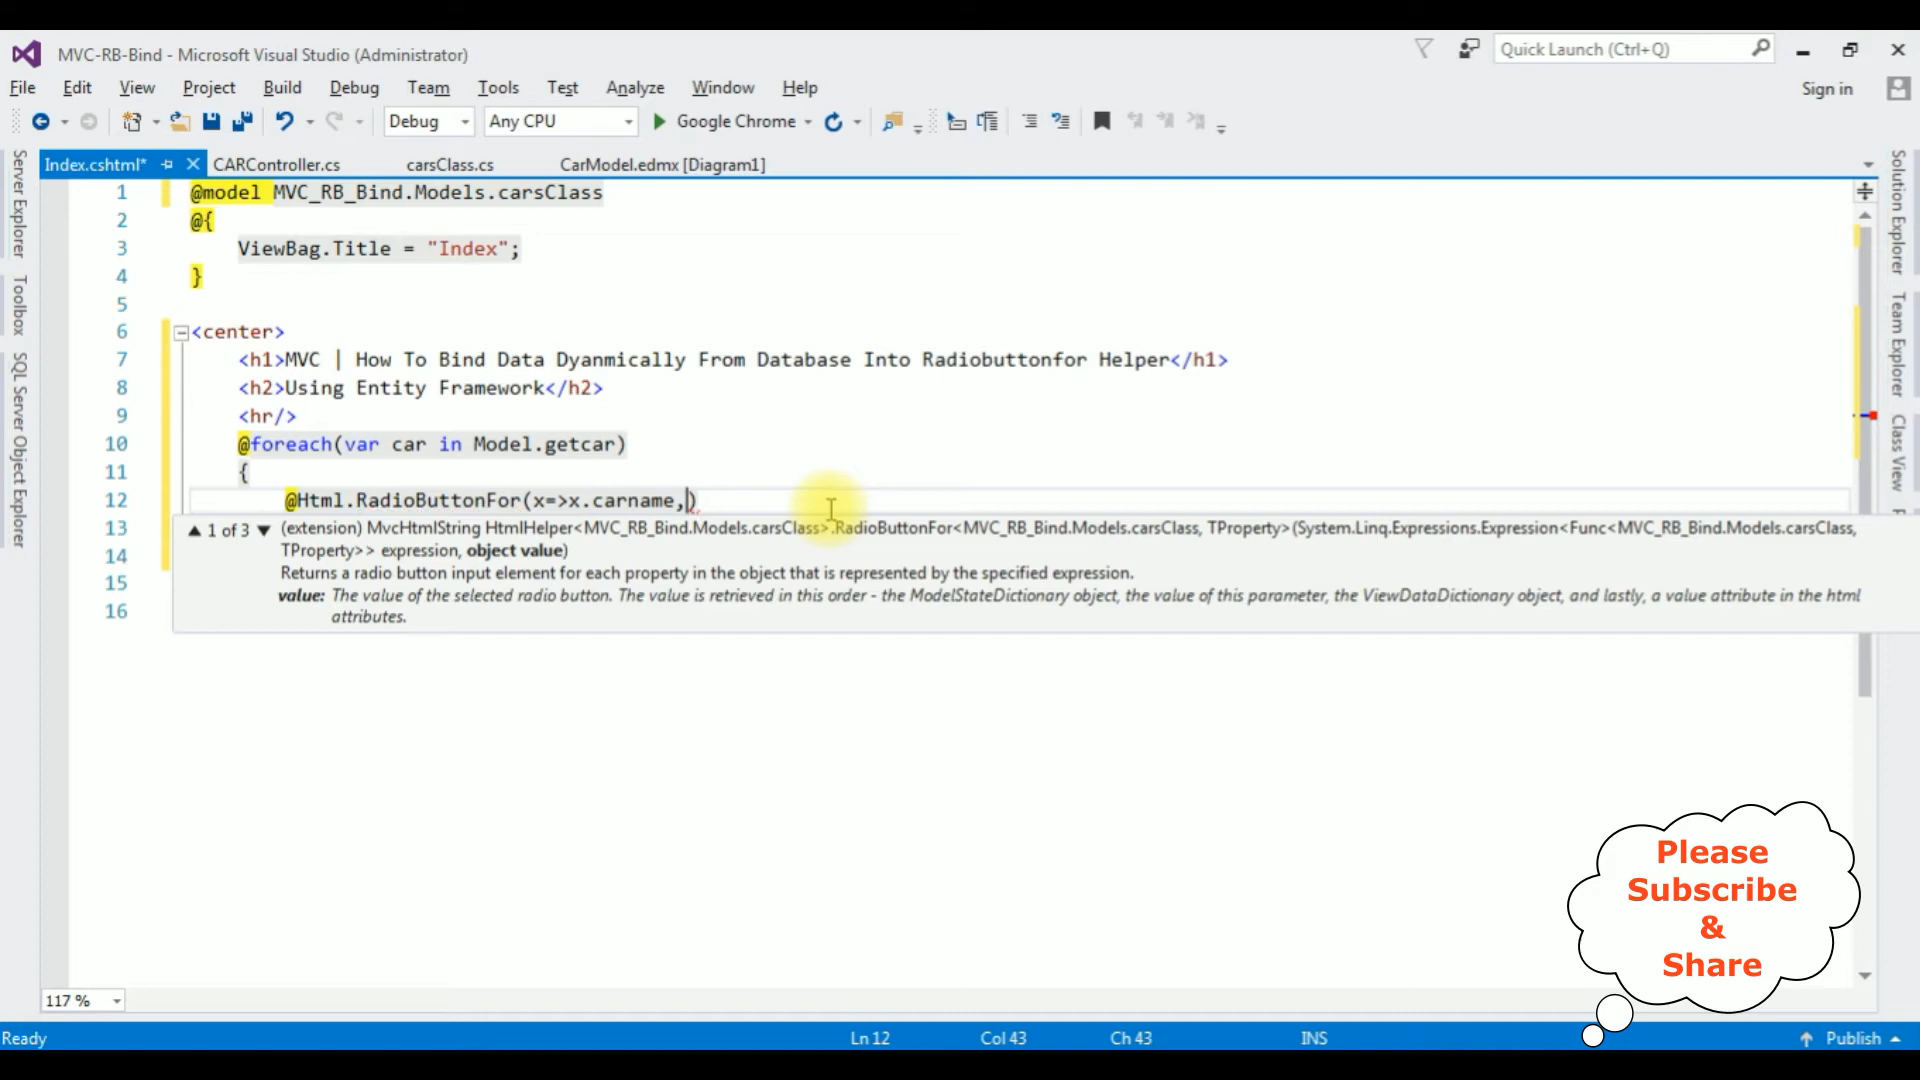 MVC-RB-Bind - Microsoft Visual Studio (Administrator)
Quick Launch (Ctrl+Q)
File Edit View Project Build Debug Team Tools Test Analyze Window Help
Sign in
Debug Any CPU Google Chrome
Index.cshtml* CARController.cs carsClass.cs CarModel.edmx [Diagram1]
Server Explorer
Toolbox
SQL Server Object Explorer
1 @model MVC_RB_Bind.Models.carsClass
2 @{
3 ViewBag.Title = "Index";
4 }
5
6 <center>
7 <h1>MVC | How To Bind Data Dyanmically From Database Into Radiobuttonfor Helper</h1>
8 <h2>Using Entity Framework</h2>
9 <hr/>
10 @foreach(var car in Model.getcar)
11 {
12 @Html.RadioButtonFor(x=>x.carname,)
13
14
15
16
1 of 3 (extension) MvcHtmlString HtmlHelper<MVC_RB_Bind.Models.carsClass>.RadioButtonFor<MVC_RB_Bind.Models.carsClass, TProperty>(System.Linq.Expressions.Expression<Func<MVC_RB_Bind.Models.carsClass,
TProperty>> expression, object value)
Returns a radio button input element for each property in the object that is represented by the specified expression.
value: The value of the selected radio button. The value is retrieved in this order - the ModelStateDictionary object, the value of this parameter, the ViewDataDictionary object, and lastly, a value attribute in the html
attributes.
Solution Explorer
Team Explorer
Class View
Properties
Please
Subscribe
&
Share
117 %
Ready Ln 12 Col 43 Ch 43 INS Publish